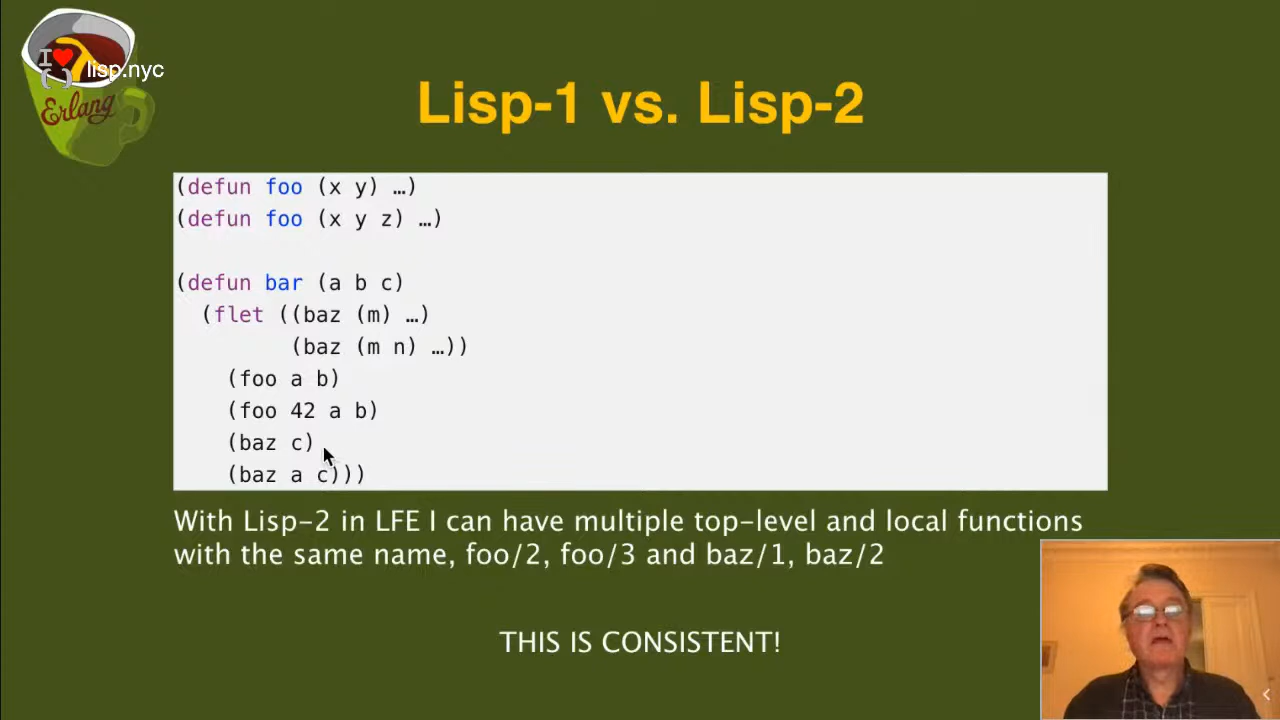 I ❤ lisp.nyc
( )
Erlang
Lisp-1 vs. Lisp-2
(defun foo (x y) …)
(defun foo (x y z) …)
(defun bar (a b c)
  (flet ((baz (m) …)
         (baz (m n) …))
    (foo a b)
    (foo 42 a b)
    (baz c)
    (baz a c)))
With Lisp-2 in LFE I can have multiple top-level and local functions
with the same name, foo/2, foo/3 and baz/1, baz/2
THIS IS CONSISTENT!